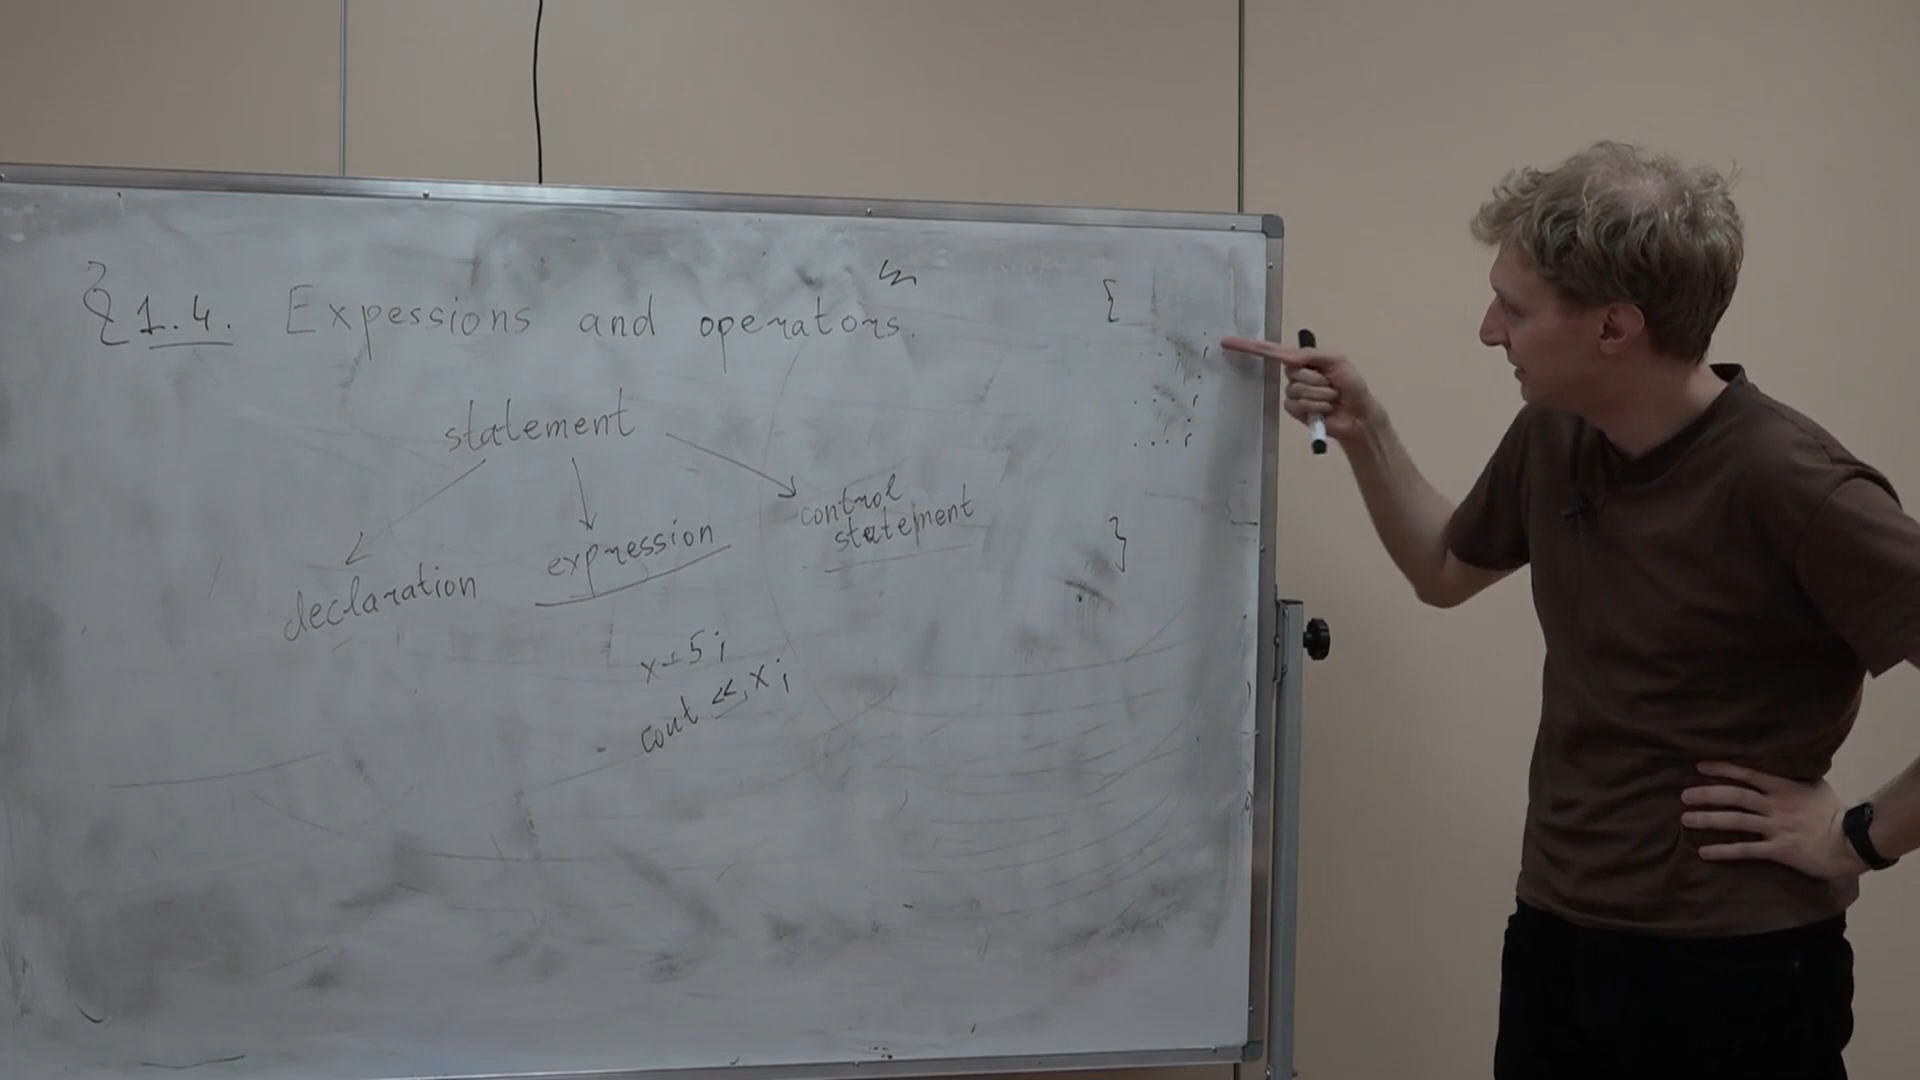 § 1.4. Expessions and operators.
statement
declaration
expression
control
statement
x+5;
cout << x;
{
. . . ;
. . . ;
. . . ;
}